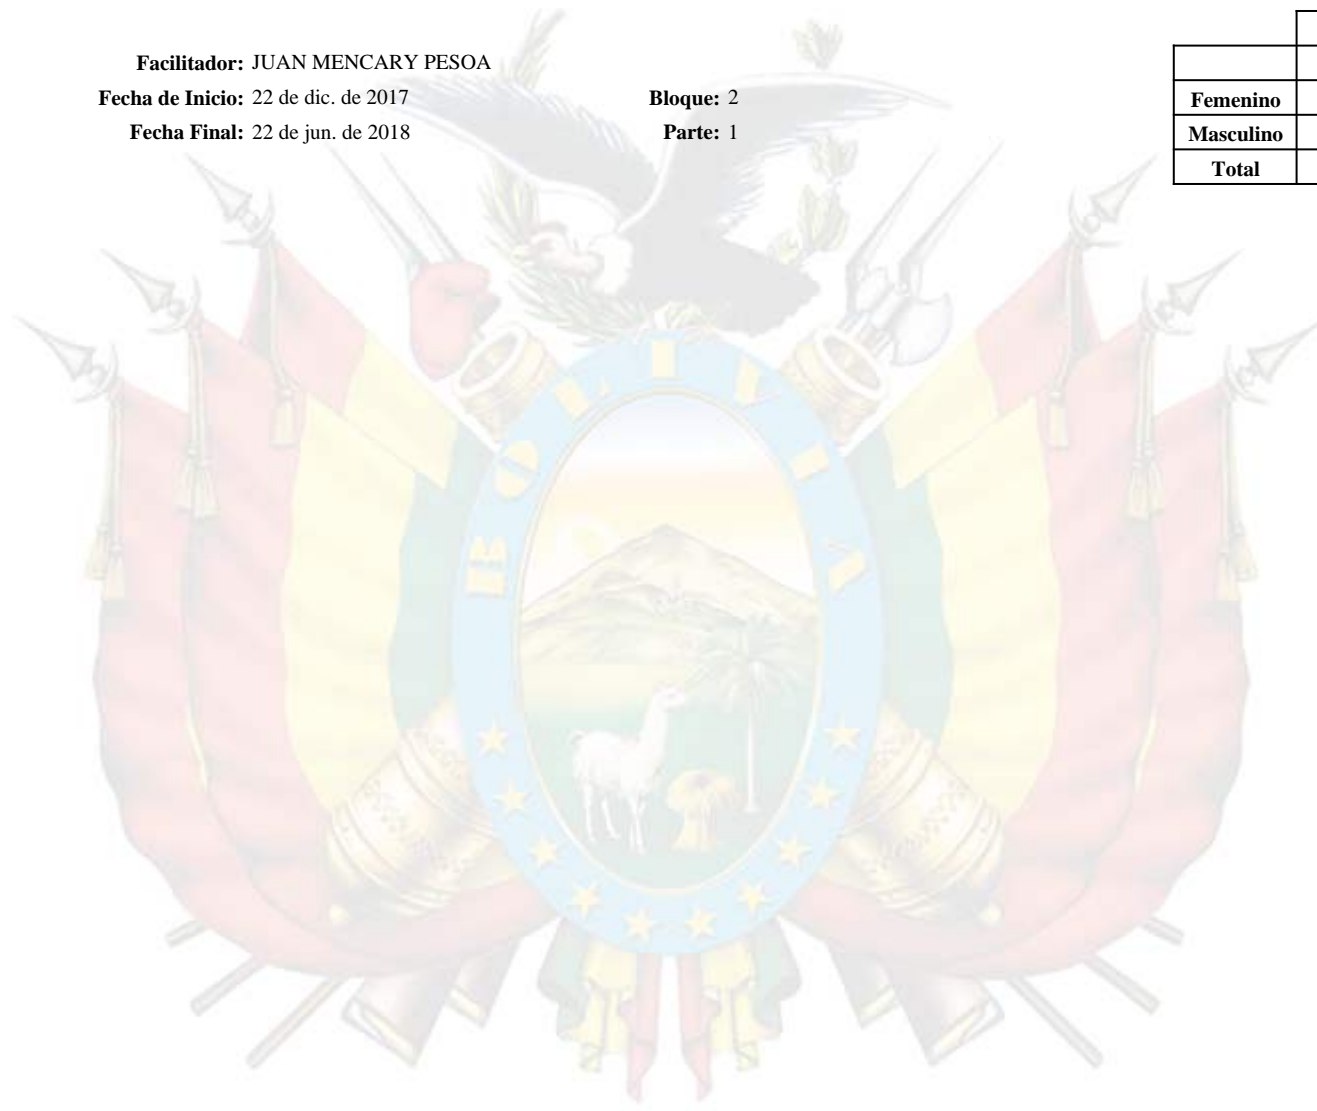 Facilitador: JUAN MENCARY PESOA
Fecha de Inicio: 22 de dic. de 2017 Bloque: 2
Fecha Final: 22 de jun. de 2018 Parte: 1
Femenino
Masculino
Total
BOLIVIA